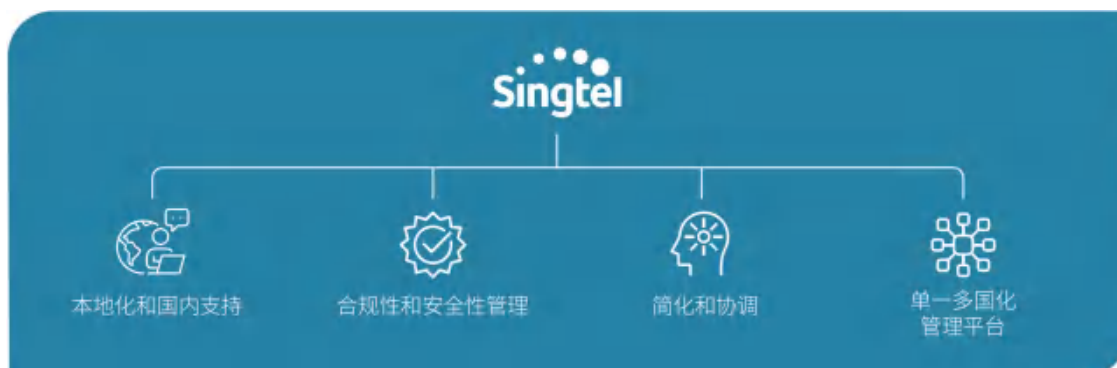 Singtel
本地化和国内支持
合规性和安全性管理
简化和协调
单一多国化
管理平台